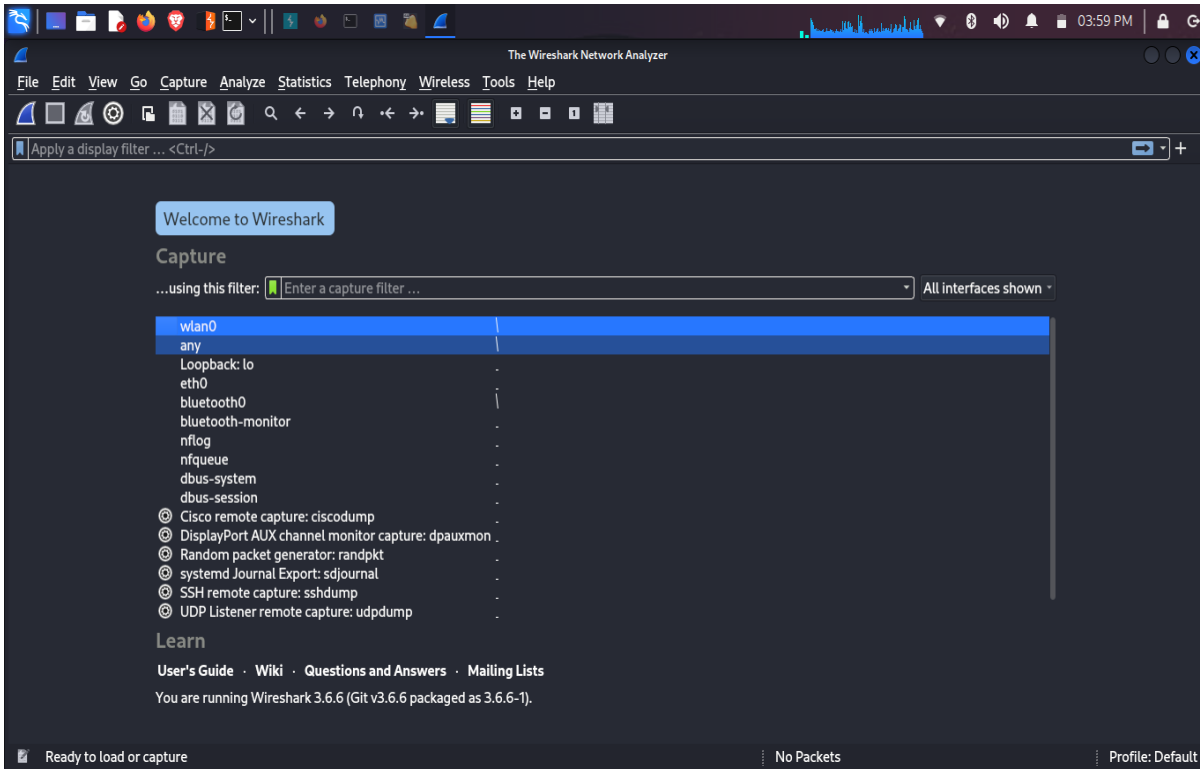 03:59 PM
The Wireshark Network Analyzer
File Edit View Go Capture Analyze Statistics Telephony Wireless Tools Help
Apply a display filter … <Ctrl-/>
Welcome to Wireshark
Capture
…using this filter: Enter a capture filter … All interfaces shown
wlan0
any
Loopback: lo
eth0
bluetooth0
bluetooth-monitor
nflog
nfqueue
dbus-system
dbus-session
Cisco remote capture: ciscodump
DisplayPort AUX channel monitor capture: dpauxmon
Random packet generator: randpkt
systemd Journal Export: sdjournal
SSH remote capture: sshdump
UDP Listener remote capture: udpdump
Learn
User's Guide · Wiki · Questions and Answers · Mailing Lists
You are running Wireshark 3.6.6 (Git v3.6.6 packaged as 3.6.6-1).
Ready to load or capture No Packets Profile: Default